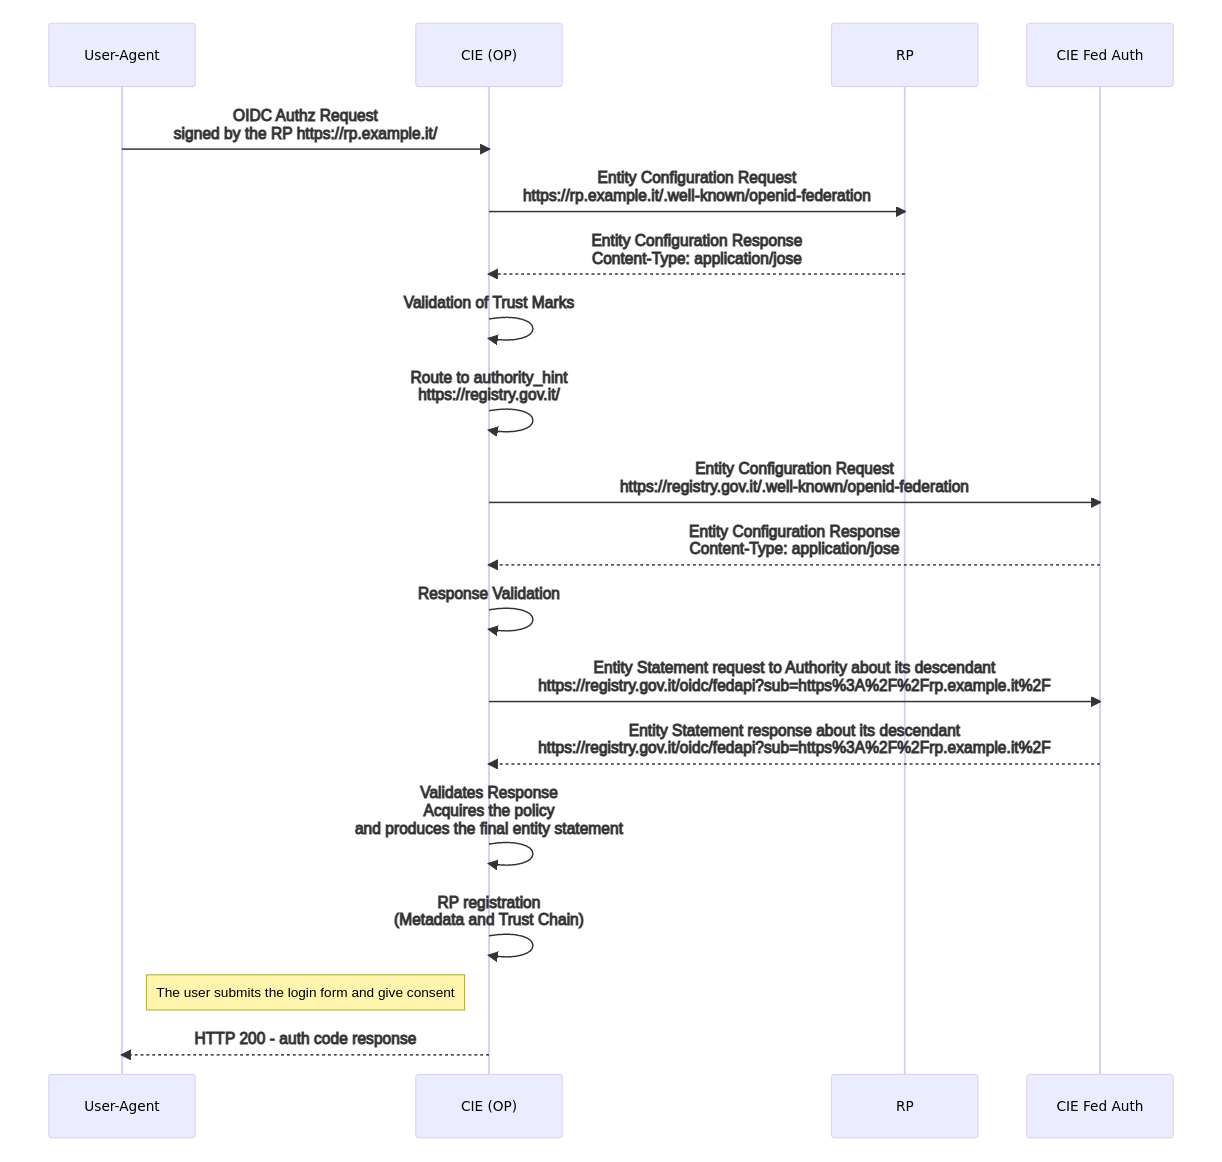 User-Agent
CIE (OP)
RP
CIE Fed Auth
OIDC Authz Request
signed by the RP https://rp.example.it/
Entity Configuration Request
https://rp.example.it/.well-known/openid-federation
Entity Configuration Response
Content-Type: application/jose
Validation of Trust Marks
Route to authority_hint
https://registry.gov.it/
Entity Configuration Request
https://registry.gov.it/.well-known/openid-federation
Entity Configuration Response
Content-Type: application/jose
Response Validation
Entity Statement request to Authority about its descendant
https://registry.gov.it/oidc/fedapi?sub=https%3A%2F%2Frp.example.it%2F
Entity Statement response about its descendant
https://registry.gov.it/oidc/fedapi?sub=https%3A%2F%2Frp.example.it%2F
Validates Response
Acquires the policy
and produces the final entity statement
RP registration
(Metadata and Trust Chain)
The user submits the login form and give consent
HTTP 200 - auth code response
User-Agent
CIE (OP)
RP
CIE Fed Auth